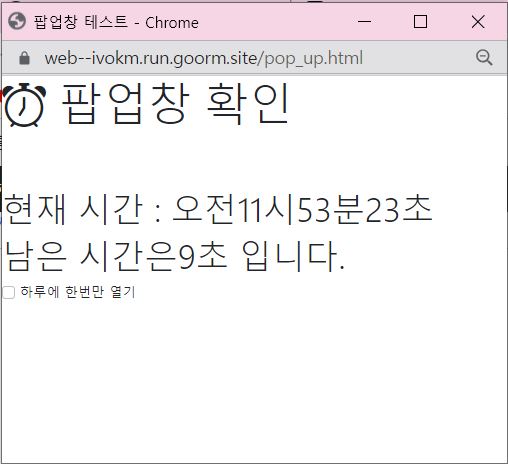 팝업창 테스트 - Chrome
web--ivokm.run.goorm.site/pop_up.html
팝업창 확인
현재 시간 : 오전11시53분23초
남은 시간은9초 입니다.
하루에 한번만 열기